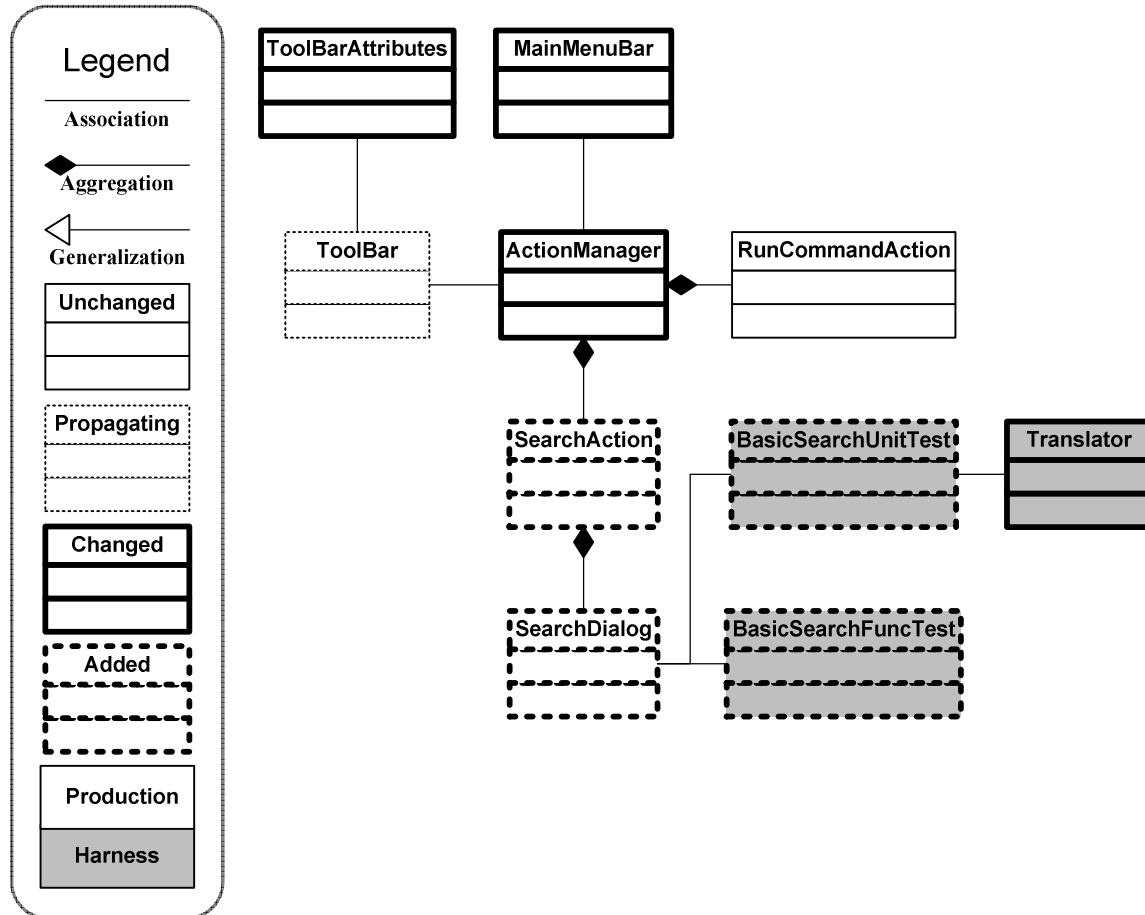 Legend
Association
Aggregation
Generalization
Unchanged
Propagating
Changed
Added
Production
Harness
ToolBarAttributes
MainMenuBar
ToolBar
ActionManager
RunCommandAction
SearchAction
BasicSearchUnitTest
Translator
SearchDialog
BasicSearchFuncTest